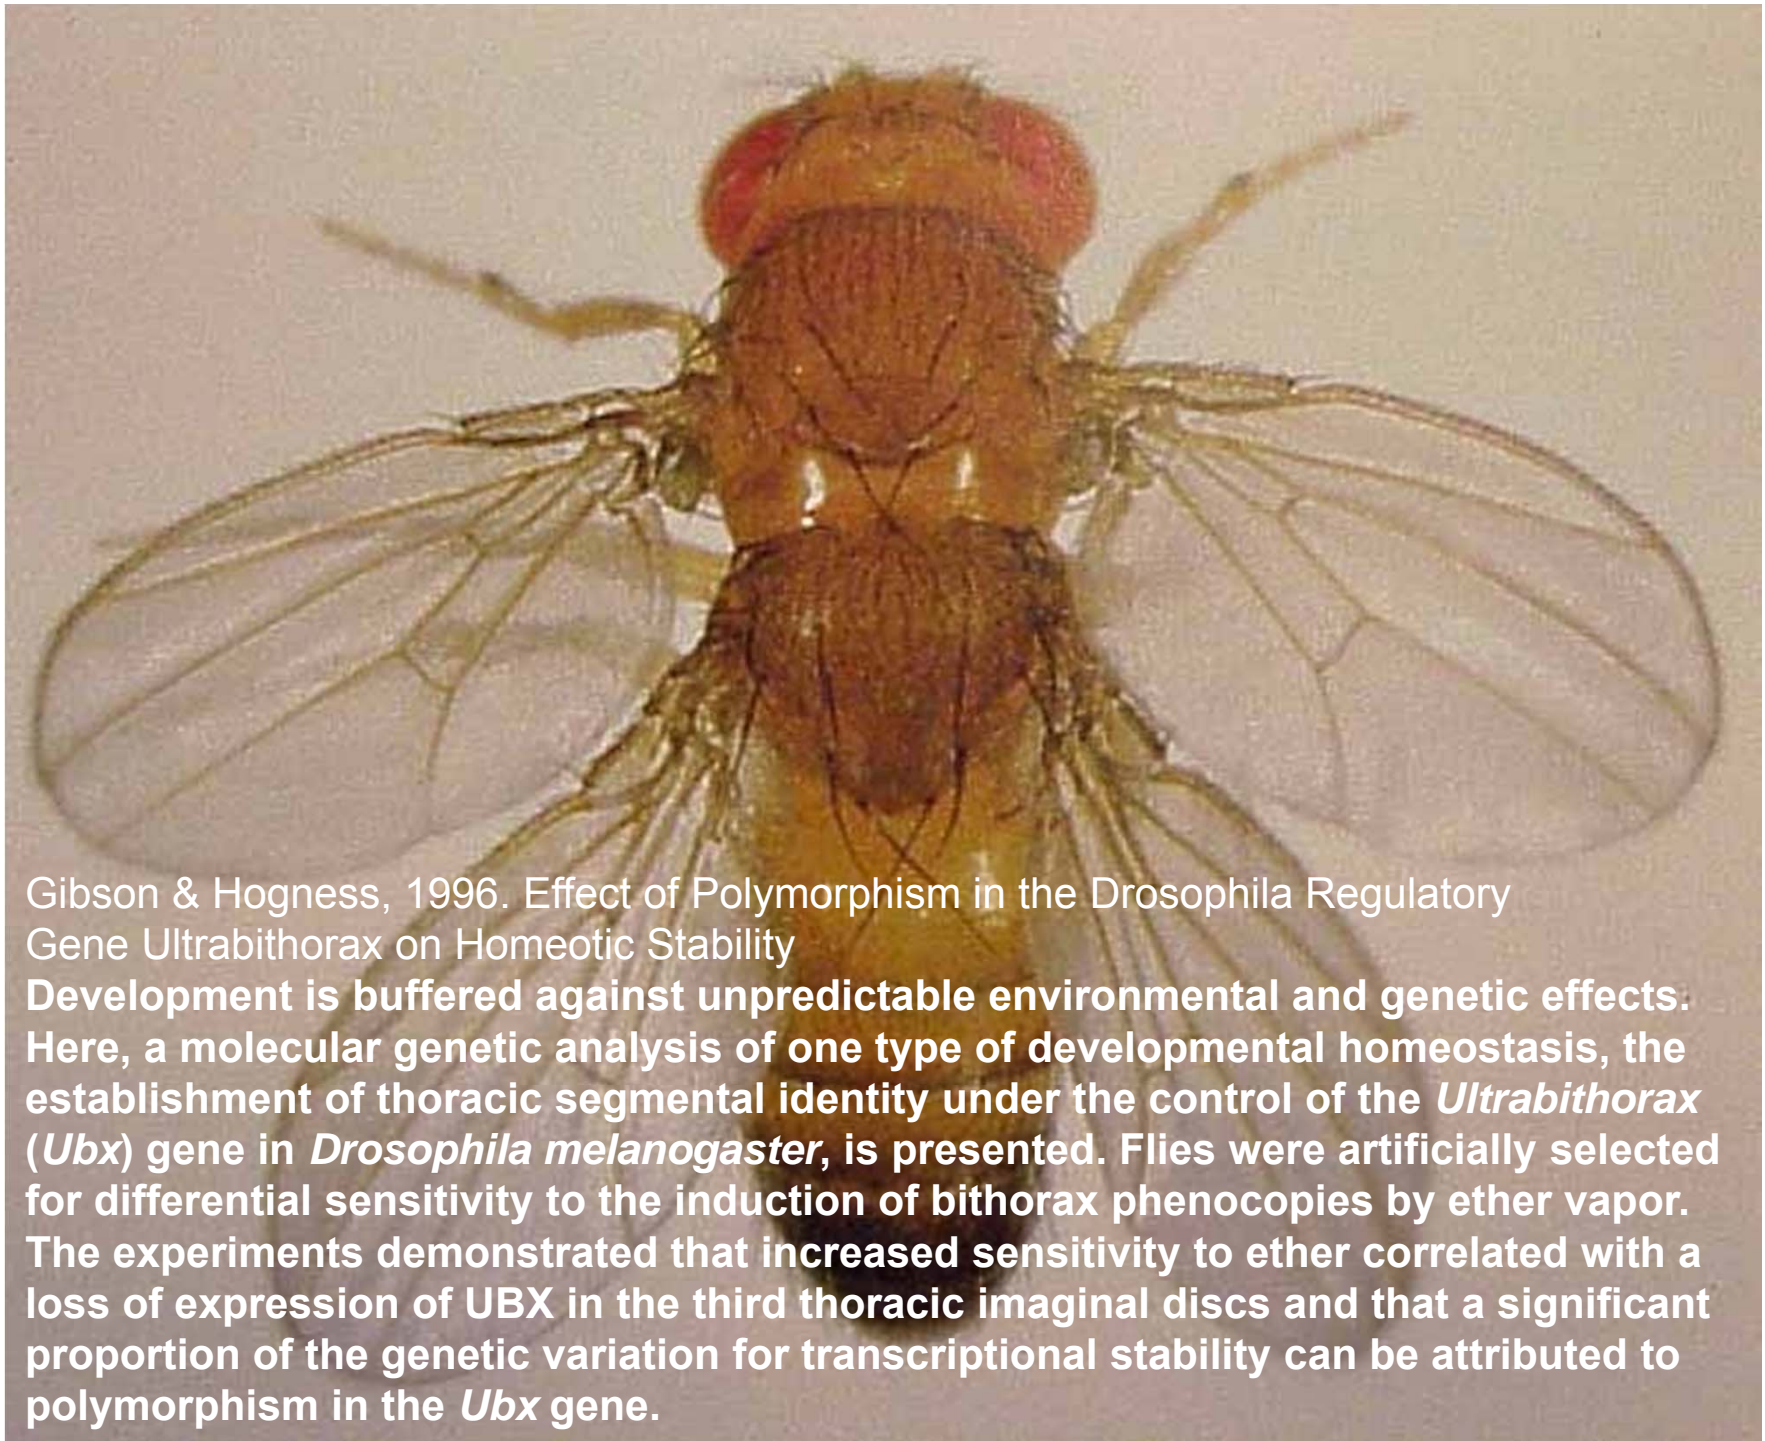 Gibson & Hogness, 1996. Effect of Polymorphism in the Drosophila Regulatory
Gene Ultrabithorax on Homeotic Stability
Development is buffered against unpredictable environmental and genetic effects.
Here, a molecular genetic analysis of one type of developmental homeostasis, the
establishment of thoracic segmental identity under the control of the Ultrabithorax
(Ubx) gene in Drosophila melanogaster, is presented. Flies were artificially selected
for differential sensitivity to the induction of bithorax phenocopies by ether vapor.
The experiments demonstrated that increased sensitivity to ether correlated with a
loss of expression of UBX in the third thoracic imaginal discs and that a significant
proportion of the genetic variation for transcriptional stability can be attributed to
polymorphism in the Ubx gene.